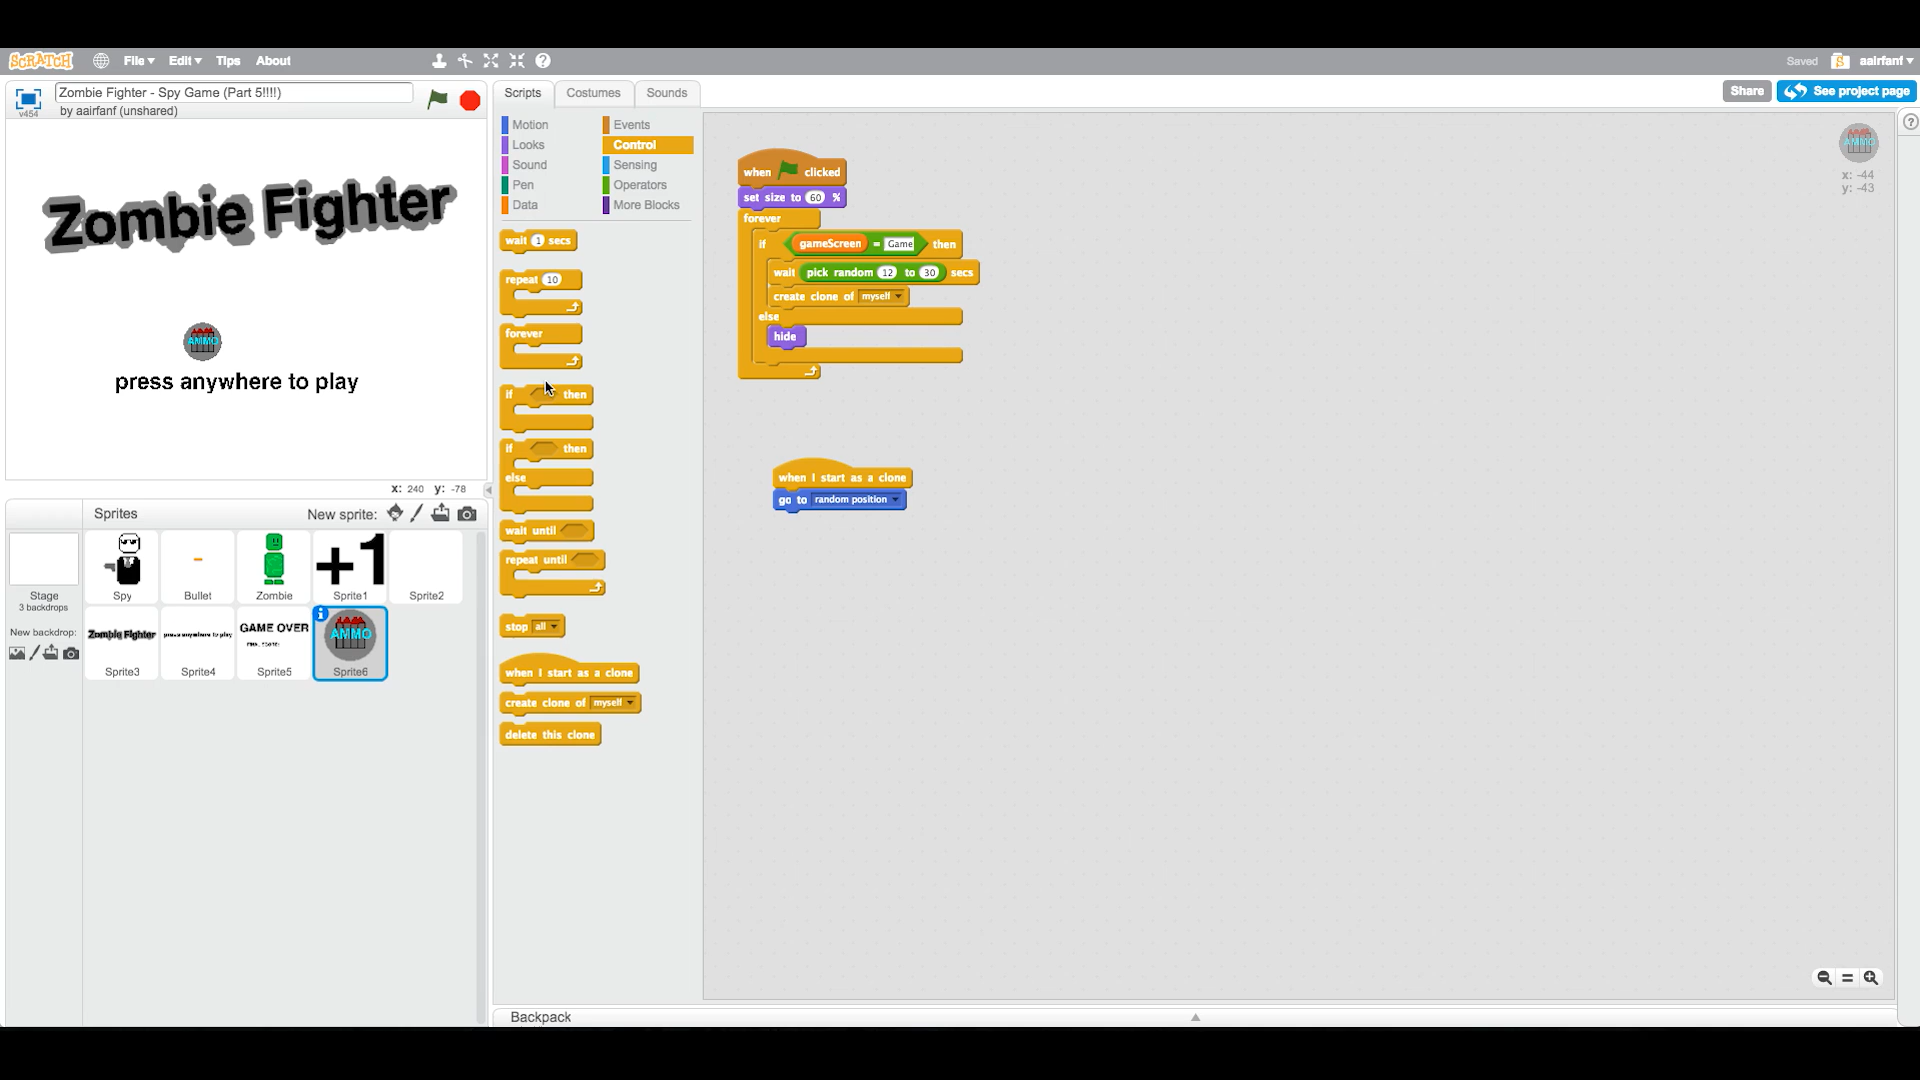 SCRATCH File Edit Tips About Saved aairfanf
v454
Zombie Fighter - Spy Game (Part 5!!!!)
by aairfanf (unshared)
Scripts Costumes Sounds
Share See project page
Zombie Fighter
AMMO
press anywhere to play
x: 240 y: -78
Sprites New sprite:
Stage
3 backdrops
New backdrop:
Spy
Bullet
Zombie
+1
Sprite1
Sprite2
Zombie Fighter
Sprite3
press anywhere to play
Sprite4
GAME OVER
Sprite5
AMMO
Sprite6
Motion Events
Looks Control
Sound Sensing
Pen Operators
Data More Blocks
wait 1 secs
repeat 10
forever
if then
if then
else
wait until
repeat until
stop all
when I start as a clone
create clone of myself
delete this clone
when clicked
set size to 60 %
forever
if gameScreen = Game then
wait pick random 12 to 30 secs
create clone of myself
else
hide
when I start as a clone
go to random position
AMMO
x: -44
y: -43
Backpack